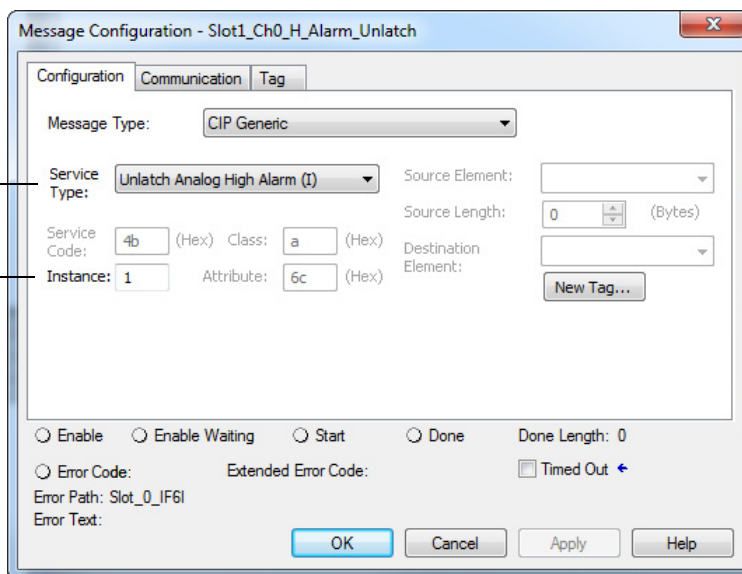 Message Configuration - Slot1_Ch0_H_Alarm_Unlatch
x
Configuration Communication Tag
Message Type: CIP Generic
Service Type: Unlatch Analog High Alarm (I)
Source Element:
Source Length: 0 (Bytes)
Service Code: 4b (Hex) Class: a (Hex)
Destination Element:
Instance: 1 Attribute: 6c (Hex)
New Tag...
Enable Enable Waiting Start Done Done Length: 0
Error Code: Extended Error Code: Timed Out
Error Path: Slot_0_IF6I
Error Text:
OK Cancel Apply Help